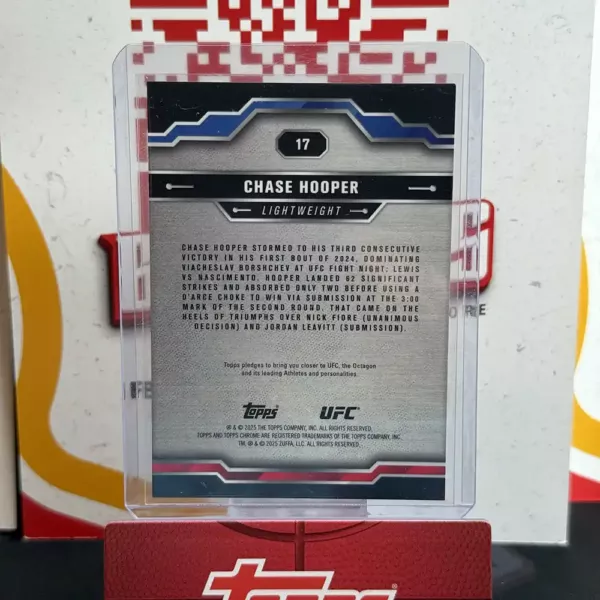 17
CHASE HOOPER
LIGHTWEIGHT
CHASE HOOPER STORMED TO HIS THIRD CONSECUTIVE
VICTORY IN HIS FIRST BOUT OF 2024, DOMINATING
VIACHESLAV BORSHCHEV AT UFC FIGHT NIGHT: LEWIS
VS NASCIMENTO. HOOPER LANDED 62 SIGNIFICANT
STRIKES AND ABSORBED ONLY TWO BEFORE USING A
D'ARCE CHOKE TO WIN VIA SUBMISSION AT THE 3:00
MARK OF THE SECOND ROUND. THAT CAME ON THE
HEELS OF TRIUMPHS OVER NICK FIORE (UNANIMOUS
DECISION) AND JORDAN LEAVITT (SUBMISSION).
Topps pledges to bring you closer to UFC, the Octagon
and its leading Athletes and personalities.
Topps UFC
® & © 2025 THE TOPPS COMPANY, INC. ALL RIGHTS RESERVED.
TOPPS AND TOPPS CHROME ARE REGISTERED TRADEMARKS OF THE TOPPS COMPANY, INC.
TM, ® & © 2025 ZUFFA, LLC. ALL RIGHTS RESERVED.
Topps